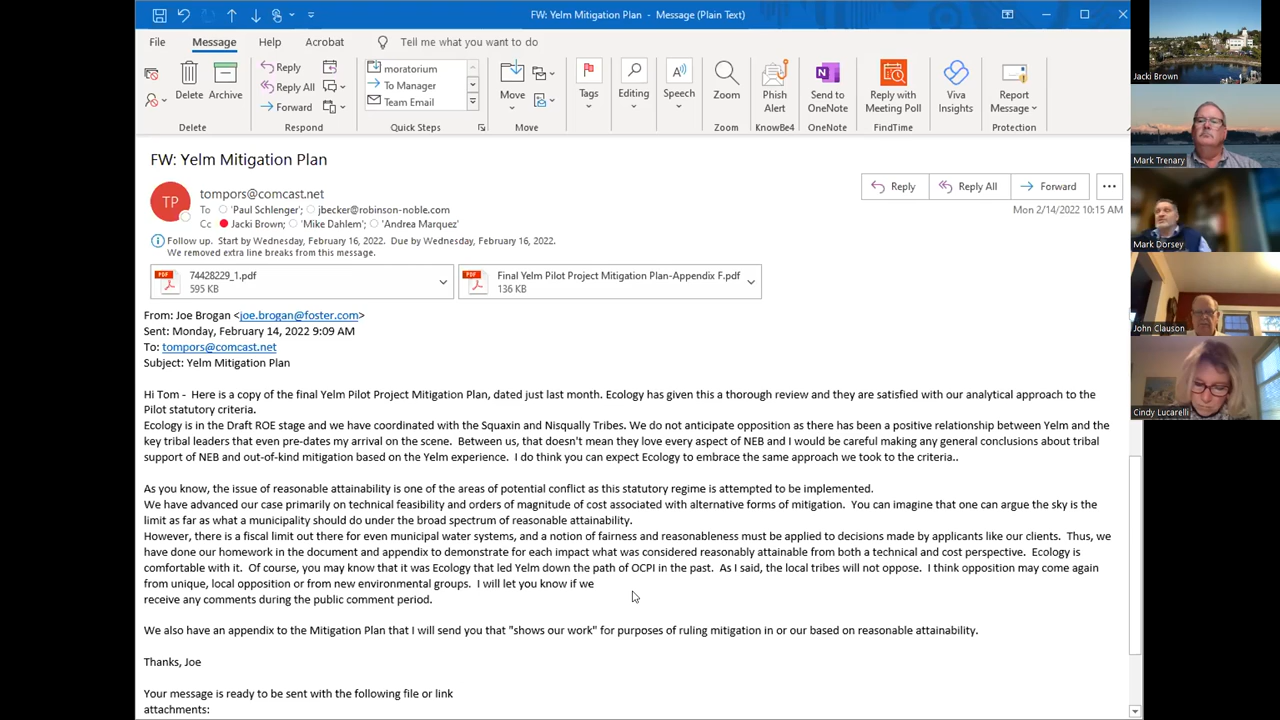 FW: Yelm Mitigation Plan - Message (Plain Text)
File Message Help Acrobat Tell me what you want to do
Delete Archive
Reply
Reply All
Forward
moratorium
To Manager
Team Email
Move Tags Editing Speech Zoom
Phish Alert
Send to OneNote
Reply with Meeting Poll
Viva Insights
Report Message
Delete Respond Quick Steps Move Zoom KnowBe4 OneNote FindTime Protection
FW: Yelm Mitigation Plan
TP
tompors@comcast.net
To 'Paul Schlenger'; jbecker@robinson-noble.com
Cc Jacki Brown; 'Mike Dahlem'; 'Andrea Marquez'
Reply Reply All Forward
Mon 2/14/2022 10:15 AM
Follow up. Start by Wednesday, February 16, 2022. Due by Wednesday, February 16, 2022.
We removed extra line breaks from this message.
PDF 74428229_1.pdf
595 KB
PDF Final Yelm Pilot Project Mitigation Plan-Appendix F.pdf
136 KB
From: Joe Brogan <joe.brogan@foster.com>
Sent: Monday, February 14, 2022 9:09 AM
To: tompors@comcast.net
Subject: Yelm Mitigation Plan
Hi Tom - Here is a copy of the final Yelm Pilot Project Mitigation Plan, dated just last month. Ecology has given this a thorough review and they are satisfied with our analytical approach to the
Pilot statutory criteria.
Ecology is in the Draft ROE stage and we have coordinated with the Squaxin and Nisqually Tribes. We do not anticipate opposition as there has been a positive relationship between Yelm and the
key tribal leaders that even pre-dates my arrival on the scene. Between us, that doesn't mean they love every aspect of NEB and I would be careful making any general conclusions about tribal
support of NEB and out-of-kind mitigation based on the Yelm experience. I do think you can expect Ecology to embrace the same approach we took to the criteria..
As you know, the issue of reasonable attainability is one of the areas of potential conflict as this statutory regime is attempted to be implemented.
We have advanced our case primarily on technical feasibility and orders of magnitude of cost associated with alternative forms of mitigation. You can imagine that one can argue the sky is the
limit as far as what a municipality should do under the broad spectrum of reasonable attainability.
However, there is a fiscal limit out there for even municipal water systems, and a notion of fairness and reasonableness must be applied to decisions made by applicants like our clients. Thus, we
have done our homework in the document and appendix to demonstrate for each impact what was considered reasonably attainable from both a technical and cost perspective. Ecology is
comfortable with it. Of course, you may know that it was Ecology that led Yelm down the path of OCPI in the past. As I said, the local tribes will not oppose. I think opposition may come again
from unique, local opposition or from new environmental groups. I will let you know if we
receive any comments during the public comment period.
We also have an appendix to the Mitigation Plan that I will send you that "shows our work" for purposes of ruling mitigation in or our based on reasonable attainability.
Thanks, Joe
Your message is ready to be sent with the following file or link
attachments:
Jacki Brown
Mark Trenary
Mark Dorsey
John Clauson
Cindy Lucarelli